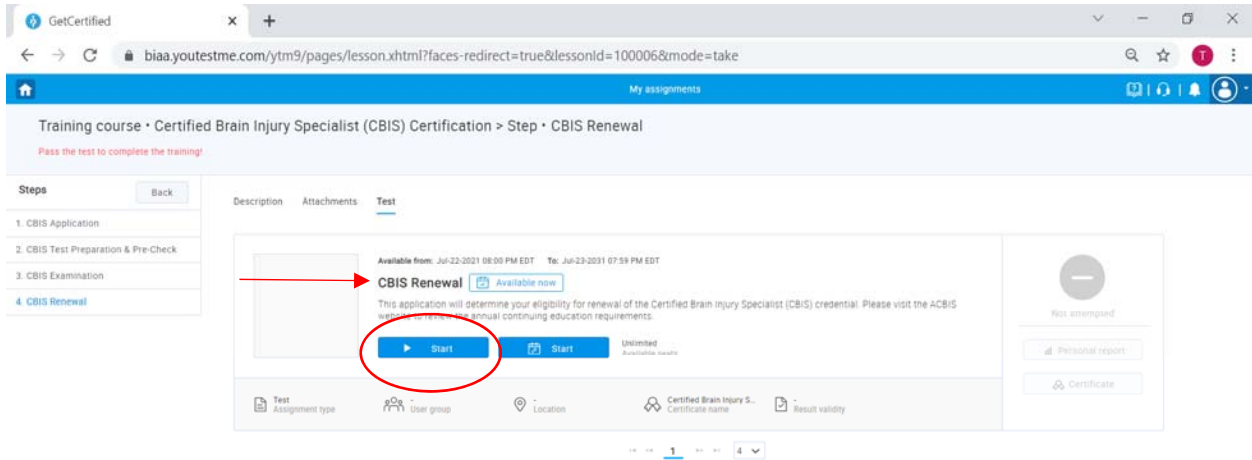 GetCertified
biaa.youtestme.com/ytm9/pages/lesson.xhtml?faces-redirect=true&lessonId=100006&mode=take
T
My assignments
Training course • Certified Brain Injury Specialist (CBIS) Certification > Step • CBIS Renewal
Pass the test to complete the training!
Steps
Back
1. CBIS Application
2. CBIS Test Preparation & Pre-Check
3. CBIS Examination
4. CBIS Renewal
Description Attachments Test
Available from: Jul-22-2021 08:00 PM EDT To: Jul-23-2031 07:59 PM EDT
CBIS Renewal Available now
This application will determine your eligibility for renewal of the Certified Brain Injury Specialist (CBIS) credential. Please visit the ACBIS
website to review the annual continuing education requirements.
Start Start
Unlimited
Available seats
Test
Assignment type
-
User group
-
Location
Certified Brain Injury S...
Certificate name
-
Result validity
Not attempted
Personal report
Certificate
1
4